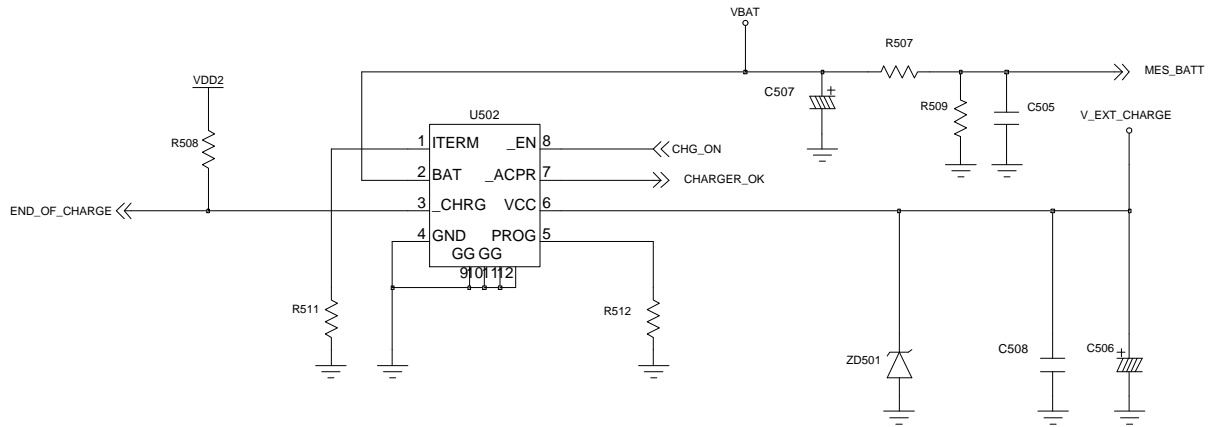 VBAT
R507
MES_BATT
VDD2
C507
+
R509
C505
V_EXT_CHARGE
U502
R508
1 ITERM _EN 8
CHG_ON
2 BAT _ACPR 7
CHARGER_OK
END_OF_CHARGE
3 _CHRG VCC 6
4 GND PROG 5
GG GG
9 10 11 12
R511
R512
ZD501
C508
C506
+